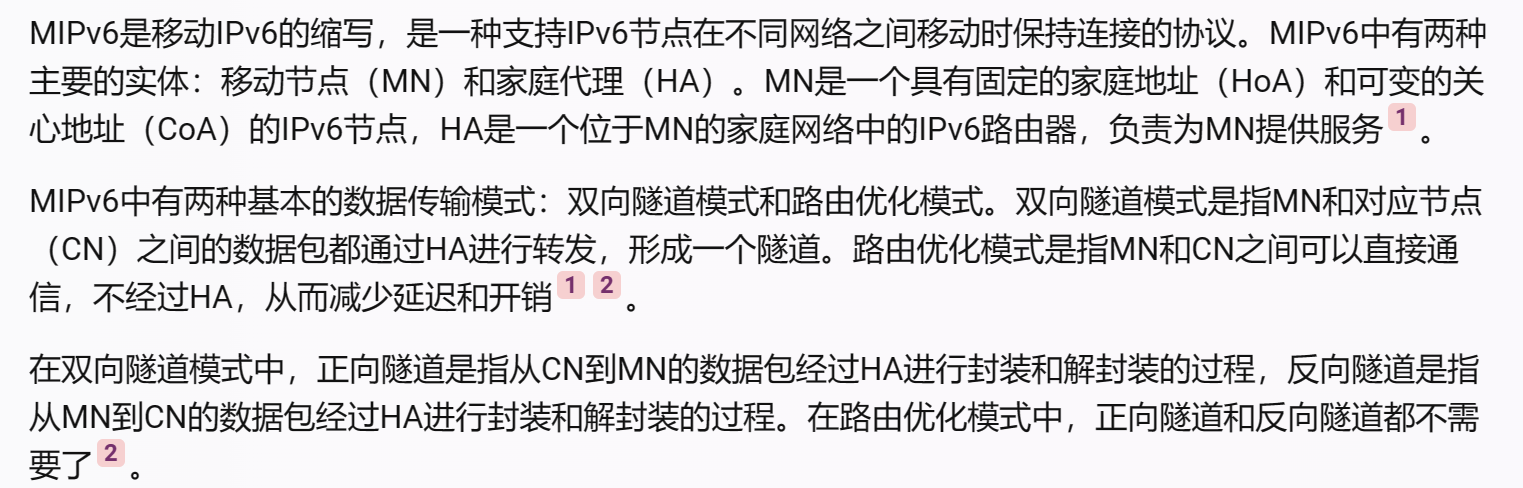 MIPv6是移动IPv6的缩写，是一种支持IPv6节点在不同网络之间移动时保持连接的协议。MIPv6中有两种
主要的实体：移动节点（MN）和家庭代理（HA）。MN是一个具有固定的家庭地址（HoA）和可变的关
心地址（CoA）的IPv6节点，HA是一个位于MN的家庭网络中的IPv6路由器，负责为MN提供服务 1 。
MIPv6中有两种基本的数据传输模式：双向隧道模式和路由优化模式。双向隧道模式是指MN和对应节点
（CN）之间的数据包都通过HA进行转发，形成一个隧道。路由优化模式是指MN和CN之间可以直接通
信，不经过HA，从而减少延迟和开销 1 2 。
在双向隧道模式中，正向隧道是指从CN到MN的数据包经过HA进行封装和解封装的过程，反向隧道是指
从MN到CN的数据包经过HA进行封装和解封装的过程。在路由优化模式中，正向隧道和反向隧道都不需
要了 2 。